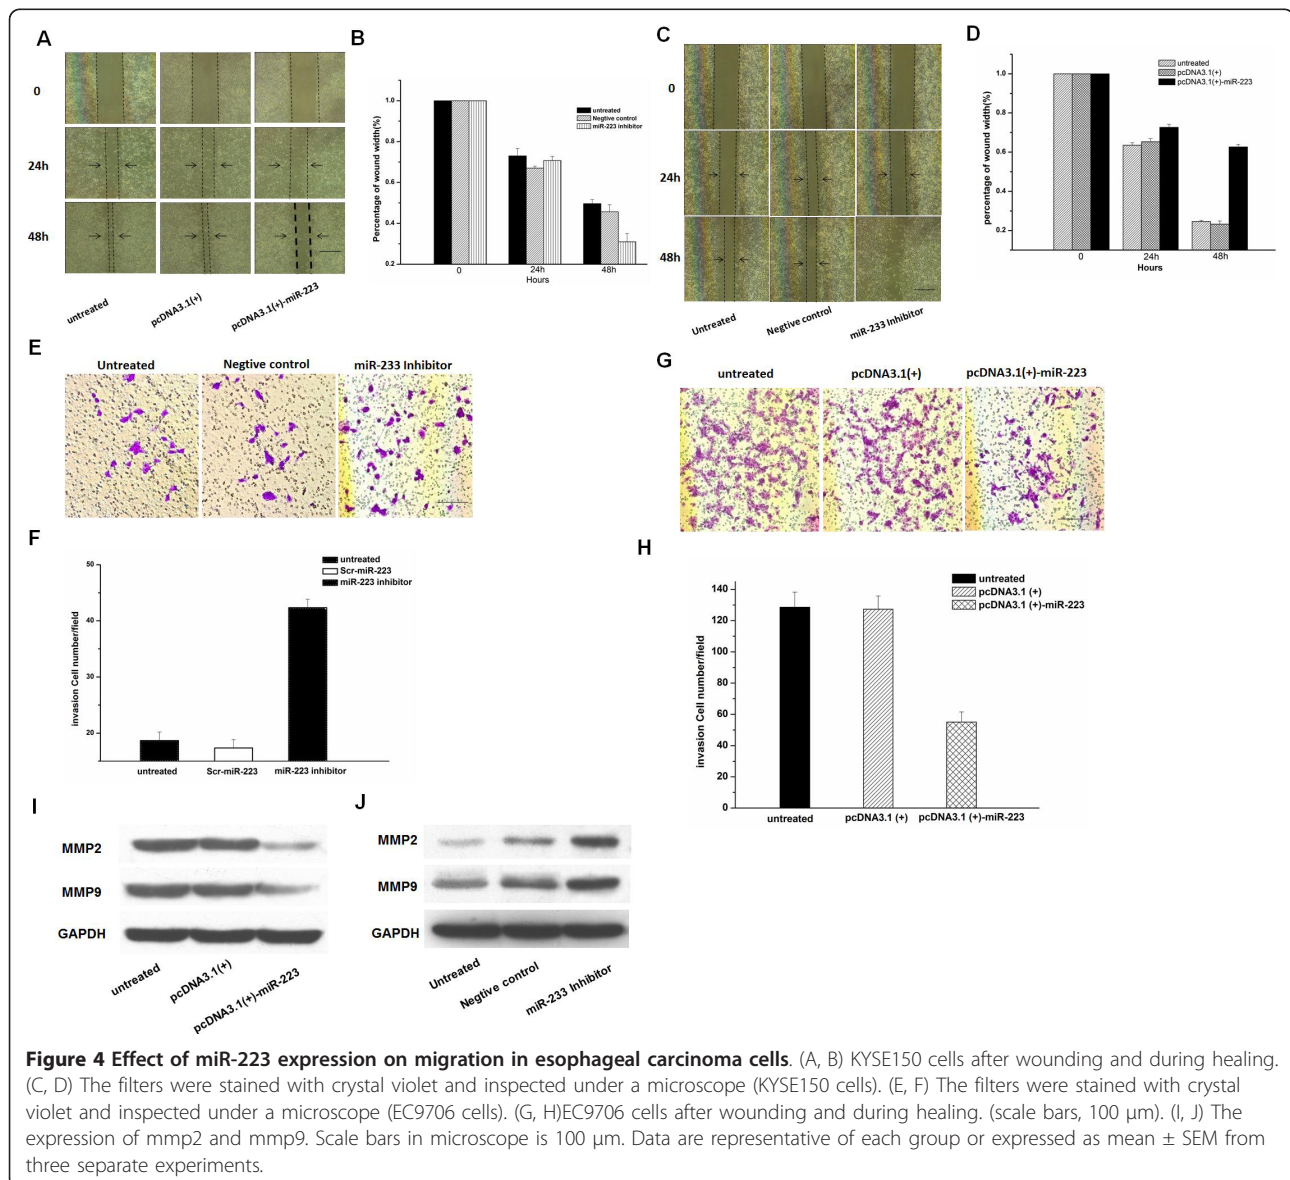 A
0
24h
48h
untreated
pcDNA3.1(+)
pcDNA3.1(+)-miR-223
B
untreated
Negtive control
miR-223 inhibitor
Percentage of wound width(%)
1.0
0.8
0.6
0.4
0.2
0
24h
48h
Hours
C
0
24h
48h
Untreated
Negtive control
miR-233 Inhibitor
D
untreated
pcDNA3.1(+)
pcDNA3.1(+)-miR-223
percentage of wound width(%)
1.0
0.8
0.6
0.4
0.2
0
24h
48h
Hours
E
Untreated
Negtive control
miR-233 Inhibitor
G
untreated
pcDNA3.1(+)
pcDNA3.1(+)-miR-223
F
untreated
Scr-miR-223
miR-223 inhibitor
invasion Cell number/field
50
40
30
20
untreated
Scr-miR-223
miR-223 inhibitor
H
untreated
pcDNA3.1 (+)
pcDNA3.1 (+)-miR-223
invasion Cell number/field
140
120
100
80
60
40
20
0
untreated
pcDNA3.1 (+)
pcDNA3.1 (+)-miR-223
I
MMP2
MMP9
GAPDH
untreated
pcDNA3.1(+)
pcDNA3.1(+)-miR-223
J
MMP2
MMP9
GAPDH
Untreated
Negtive control
miR-233 Inhibitor
Figure 4 Effect of miR-223 expression on migration in esophageal carcinoma cells. (A, B) KYSE150 cells after wounding and during healing.
(C, D) The filters were stained with crystal violet and inspected under a microscope (KYSE150 cells). (E, F) The filters were stained with crystal
violet and inspected under a microscope (EC9706 cells). (G, H)EC9706 cells after wounding and during healing. (scale bars, 100 μm). (I, J) The
expression of mmp2 and mmp9. Scale bars in microscope is 100 μm. Data are representative of each group or expressed as mean ± SEM from
three separate experiments.